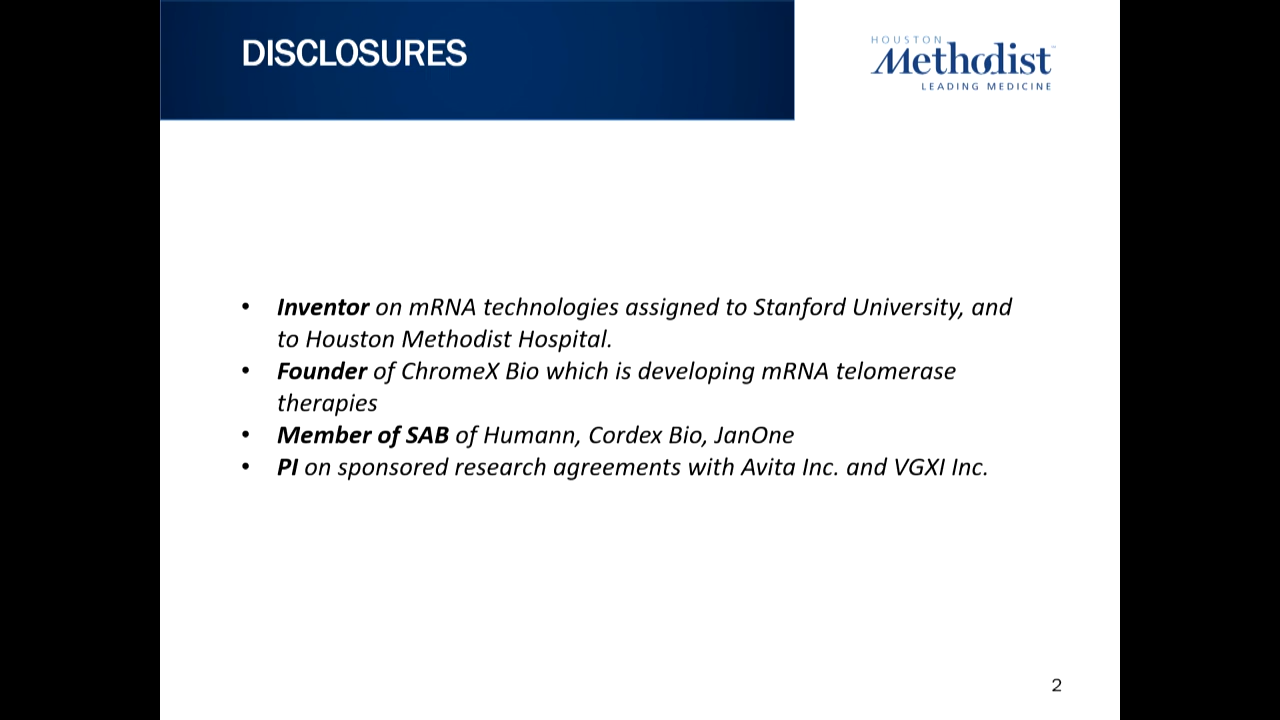 DISCLOSURES
HOUSTON
Methodist
LEADING MEDICINE
• Inventor on mRNA technologies assigned to Stanford University, and
to Houston Methodist Hospital.
• Founder of ChromeX Bio which is developing mRNA telomerase
therapies
• Member of SAB of Humann, Cordex Bio, JanOne
• PI on sponsored research agreements with Avita Inc. and VGXI Inc.
2